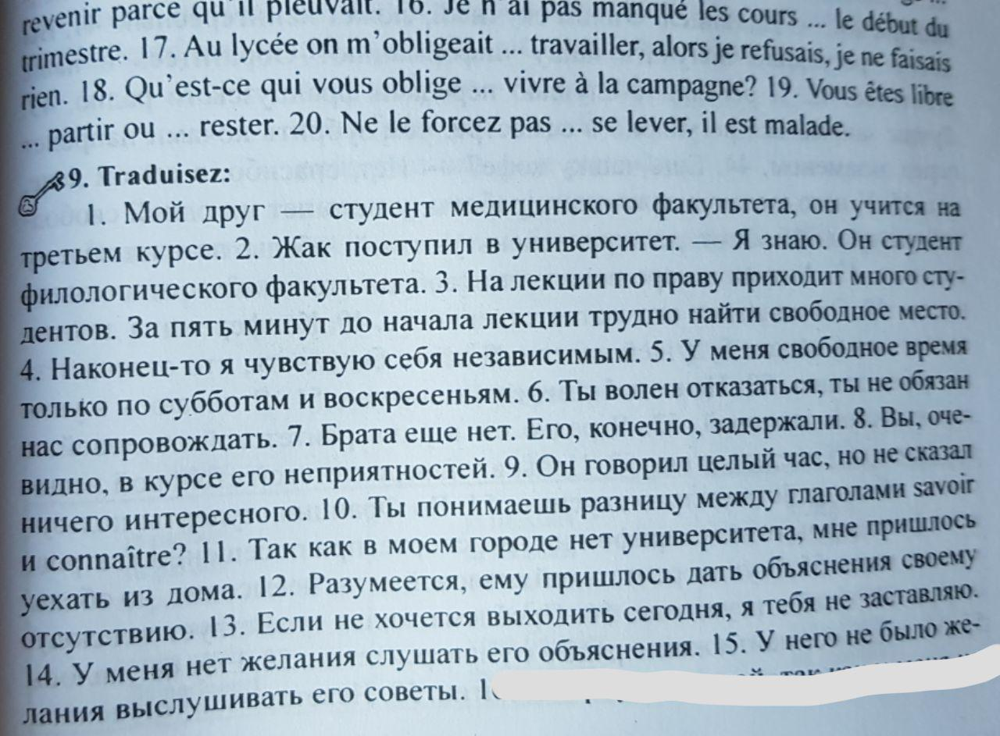 revenir parce qu'il pleuvait. 16. Je n'ai pas manqué les cours ... le début du
trimestre. 17. Au lycée on m'obligeait ... travailler, alors je refusais, je ne faisais
rien. 18. Qu'est-ce qui vous oblige ... vivre à la campagne? 19. Vous êtes libre
... partir ou ... rester. 20. Ne le forcez pas ... se lever, il est malade.
9. Traduisez:
1. Мой друг — студент медицинского факультета, он учится на
третьем курсе. 2. Жак поступил в университет. — Я знаю. Он студент
филологического факультета. 3. На лекции по праву приходит много сту-
дентов. За пять минут до начала лекции трудно найти свободное место.
4. Наконец-то я чувствую себя независимым. 5. У меня свободное время
только по субботам и воскресеньям. 6. Ты волен отказаться, ты не обязан
нас сопровождать. 7. Брата еще нет. Его, конечно, задержали. 8. Вы, оче-
видно, в курсе его неприятностей. 9. Он говорил целый час, но не сказал
ничего интересного. 10. Ты понимаешь разницу между глаголами savoir
и connaître? 11. Так как в моем городе нет университета, мне пришлось
уехать из дома. 12. Разумеется, ему пришлось дать объяснения своему
отсутствию. 13. Если не хочется выходить сегодня, я тебя не заставляю.
14. У меня нет желания слушать его объяснения. 15. У него не было же-
лания выслушивать его советы.